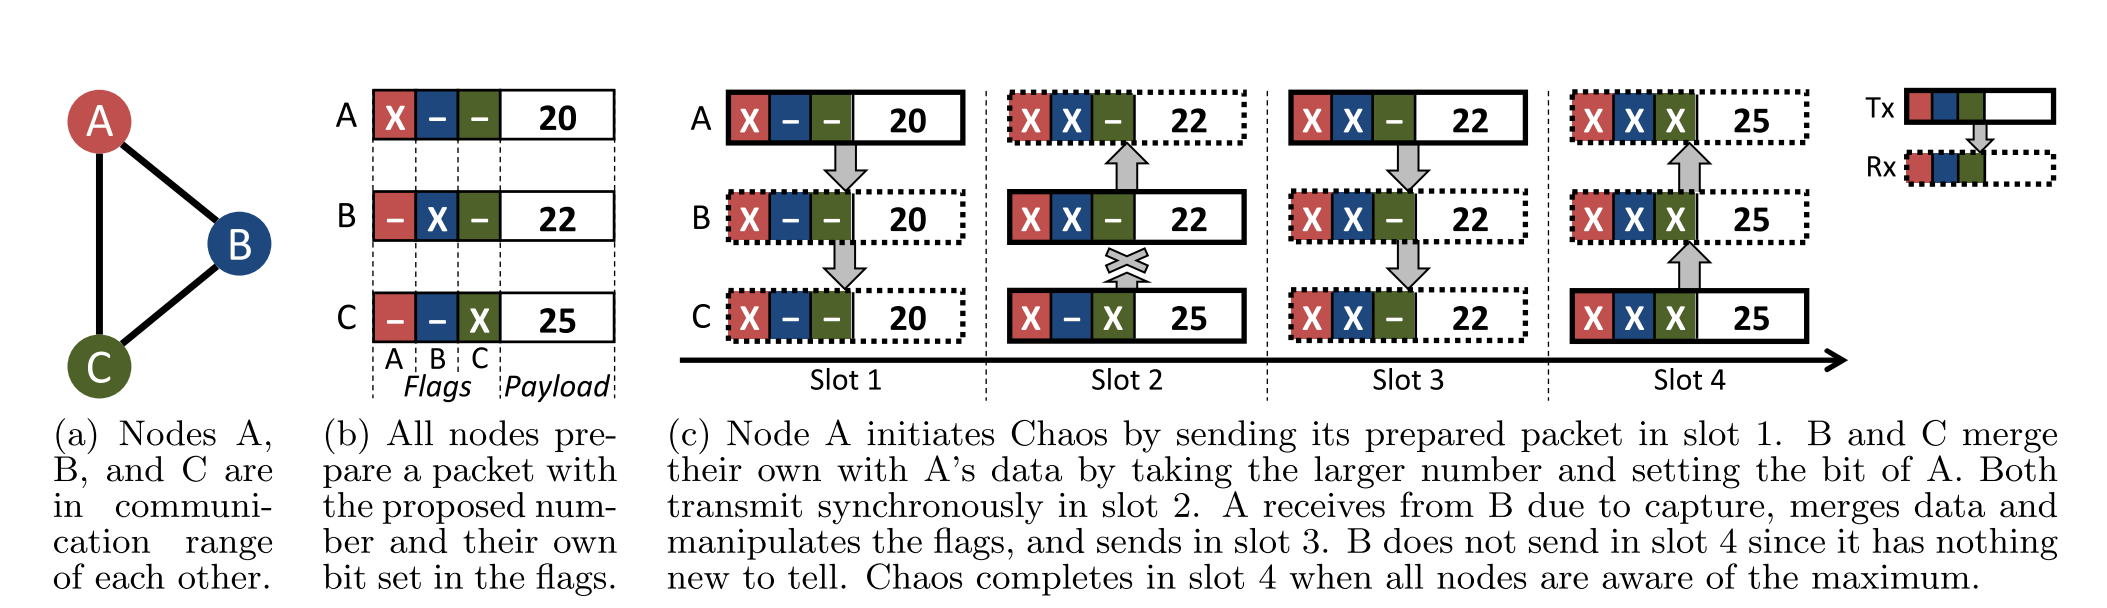 A
B
C
A X – – 20
B – X – 22
C – – X 25
A B C
Flags Payload
A X – – 20 X X – 22 X X – 22 X X X 25
B X – – 20 X X – 22 X X – 22 X X X 25
C X – – 20 X – X 25 X X – 22 X X X 25
Slot 1 Slot 2 Slot 3 Slot 4
Tx
Rx
(a) Nodes A,
B, and C are
in communi-
cation range
of each other.
(b) All nodes pre-
pare a packet with
the proposed num-
ber and their own
bit set in the flags.
(c) Node A initiates Chaos by sending its prepared packet in slot 1. B and C merge
their own with A's data by taking the larger number and setting the bit of A. Both
transmit synchronously in slot 2. A receives from B due to capture, merges data and
manipulates the flags, and sends in slot 3. B does not send in slot 4 since it has nothing
new to tell. Chaos completes in slot 4 when all nodes are aware of the maximum.